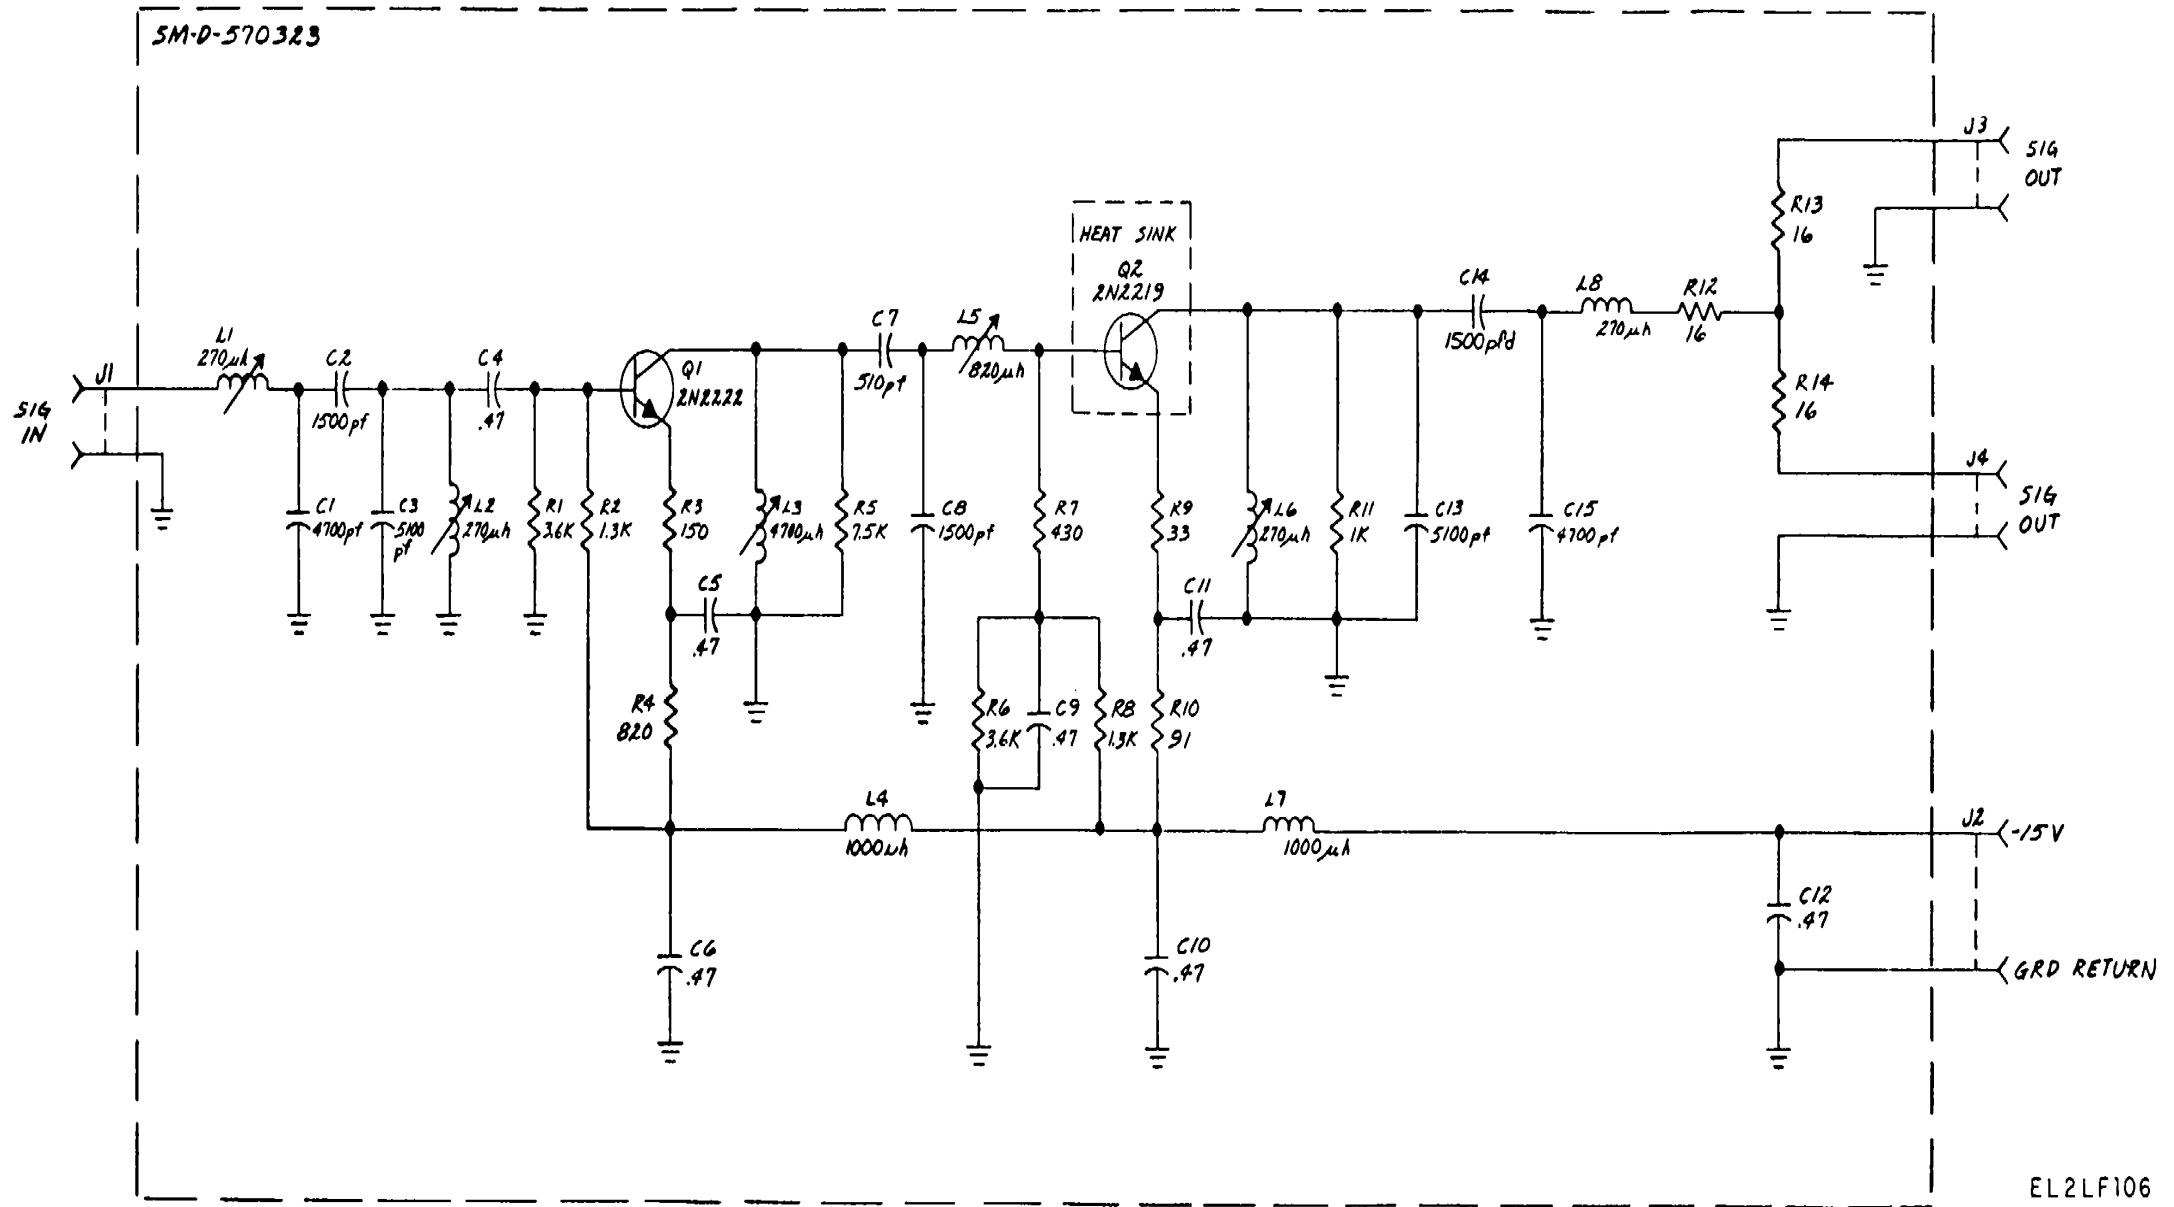 SM-D-570323
J3
SIG
OUT
R13
16
HEAT SINK
Q2
2N2219
C14
1500pfd
L8
270µh
R12
16
L1
270µh
C2
1500pf
C4
.47
Q1
2N2222
C7
510pf
L5
820µh
R14
16
J1
SIG
IN
J4
SIG
OUT
C1
4700pf
C3
5100
pf
L2
270µh
R1
3.6K
R2
1.3K
R3
150
L3
4700µh
R5
7.5K
C8
1500pf
R7
430
R9
33
L6
270µh
R11
1K
C13
5100pf
C15
4700pf
C5
.47
C11
.47
R4
820
R6
3.6K
C9
.47
R8
1.3K
R10
91
L4
1000µh
L7
1000µh
J2
-15V
C12
.47
C6
.47
C10
.47
GRD RETURN
EL2LF106